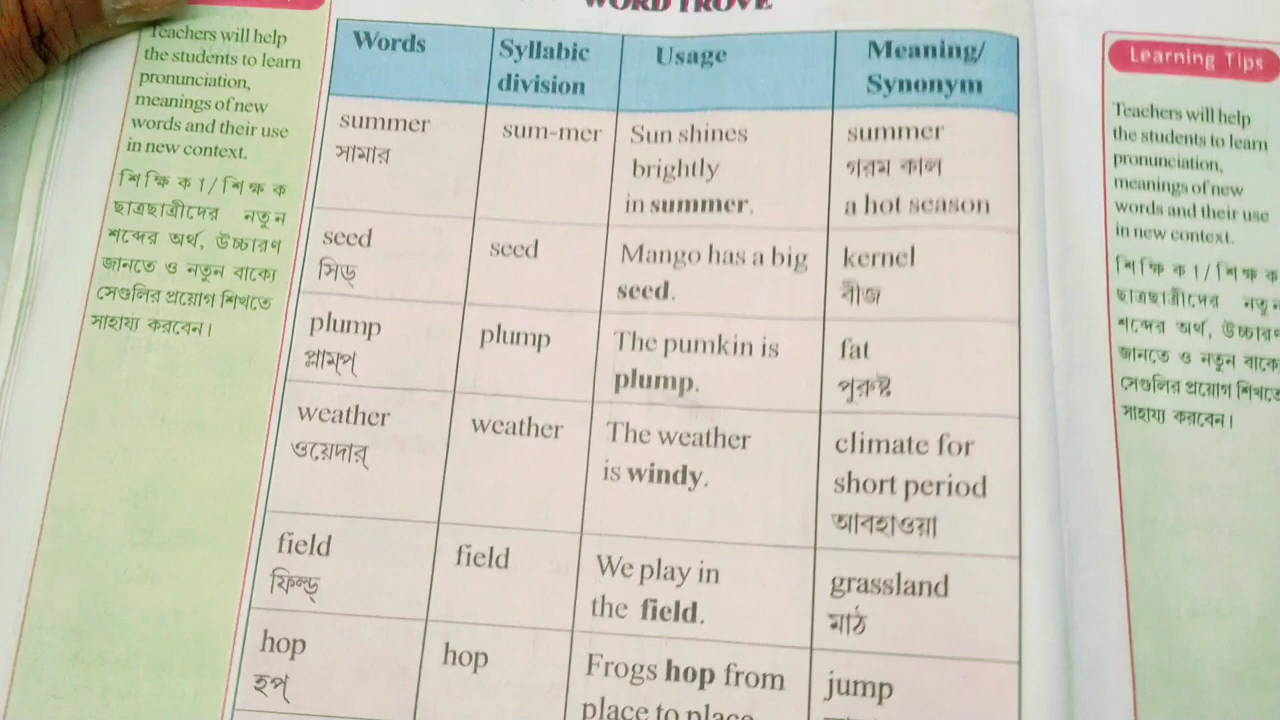 WORD TROVE
Teachers will help
the students to learn
pronunciation,
meanings of new
words and their use
in new context.
শিক্ষিকা/শিক্ষক
ছাত্রছাত্রীদের নতুন
শব্দের অর্থ, উচ্চারণ
জানতে ও নতুন বাক্যে
সেগুলির প্রয়োগ শিখতে
সাহায্য করবেন।
Words
Syllabic
division
Usage
Meaning/
Synonym
summer
সামার
sum-mer
Sun shines
brightly
in summer.
summer
গরম কাল
a hot season
seed
সিড্
seed
Mango has a big
seed.
kernel
বীজ
plump
প্লাম্প্
plump
The pumkin is
plump.
fat
পুরুষ্ট
weather
ওয়েদার্
weather
The weather
is windy.
climate for
short period
আবহাওয়া
field
ফিল্ড্
field
We play in
the field.
grassland
মাঠ
hop
হপ্
hop
Frogs hop from
place to place
jump
Learning Tips
Teachers will help
the students to learn
pronunciation,
meanings of new
words and their use
in new context.
শিক্ষিকা/শিক্ষক
ছাত্রছাত্রীদের নতুন
শব্দের অর্থ, উচ্চারণ
জানতে ও নতুন বাক্যে
সেগুলির প্রয়োগ শিখতে
সাহায্য করবেন।